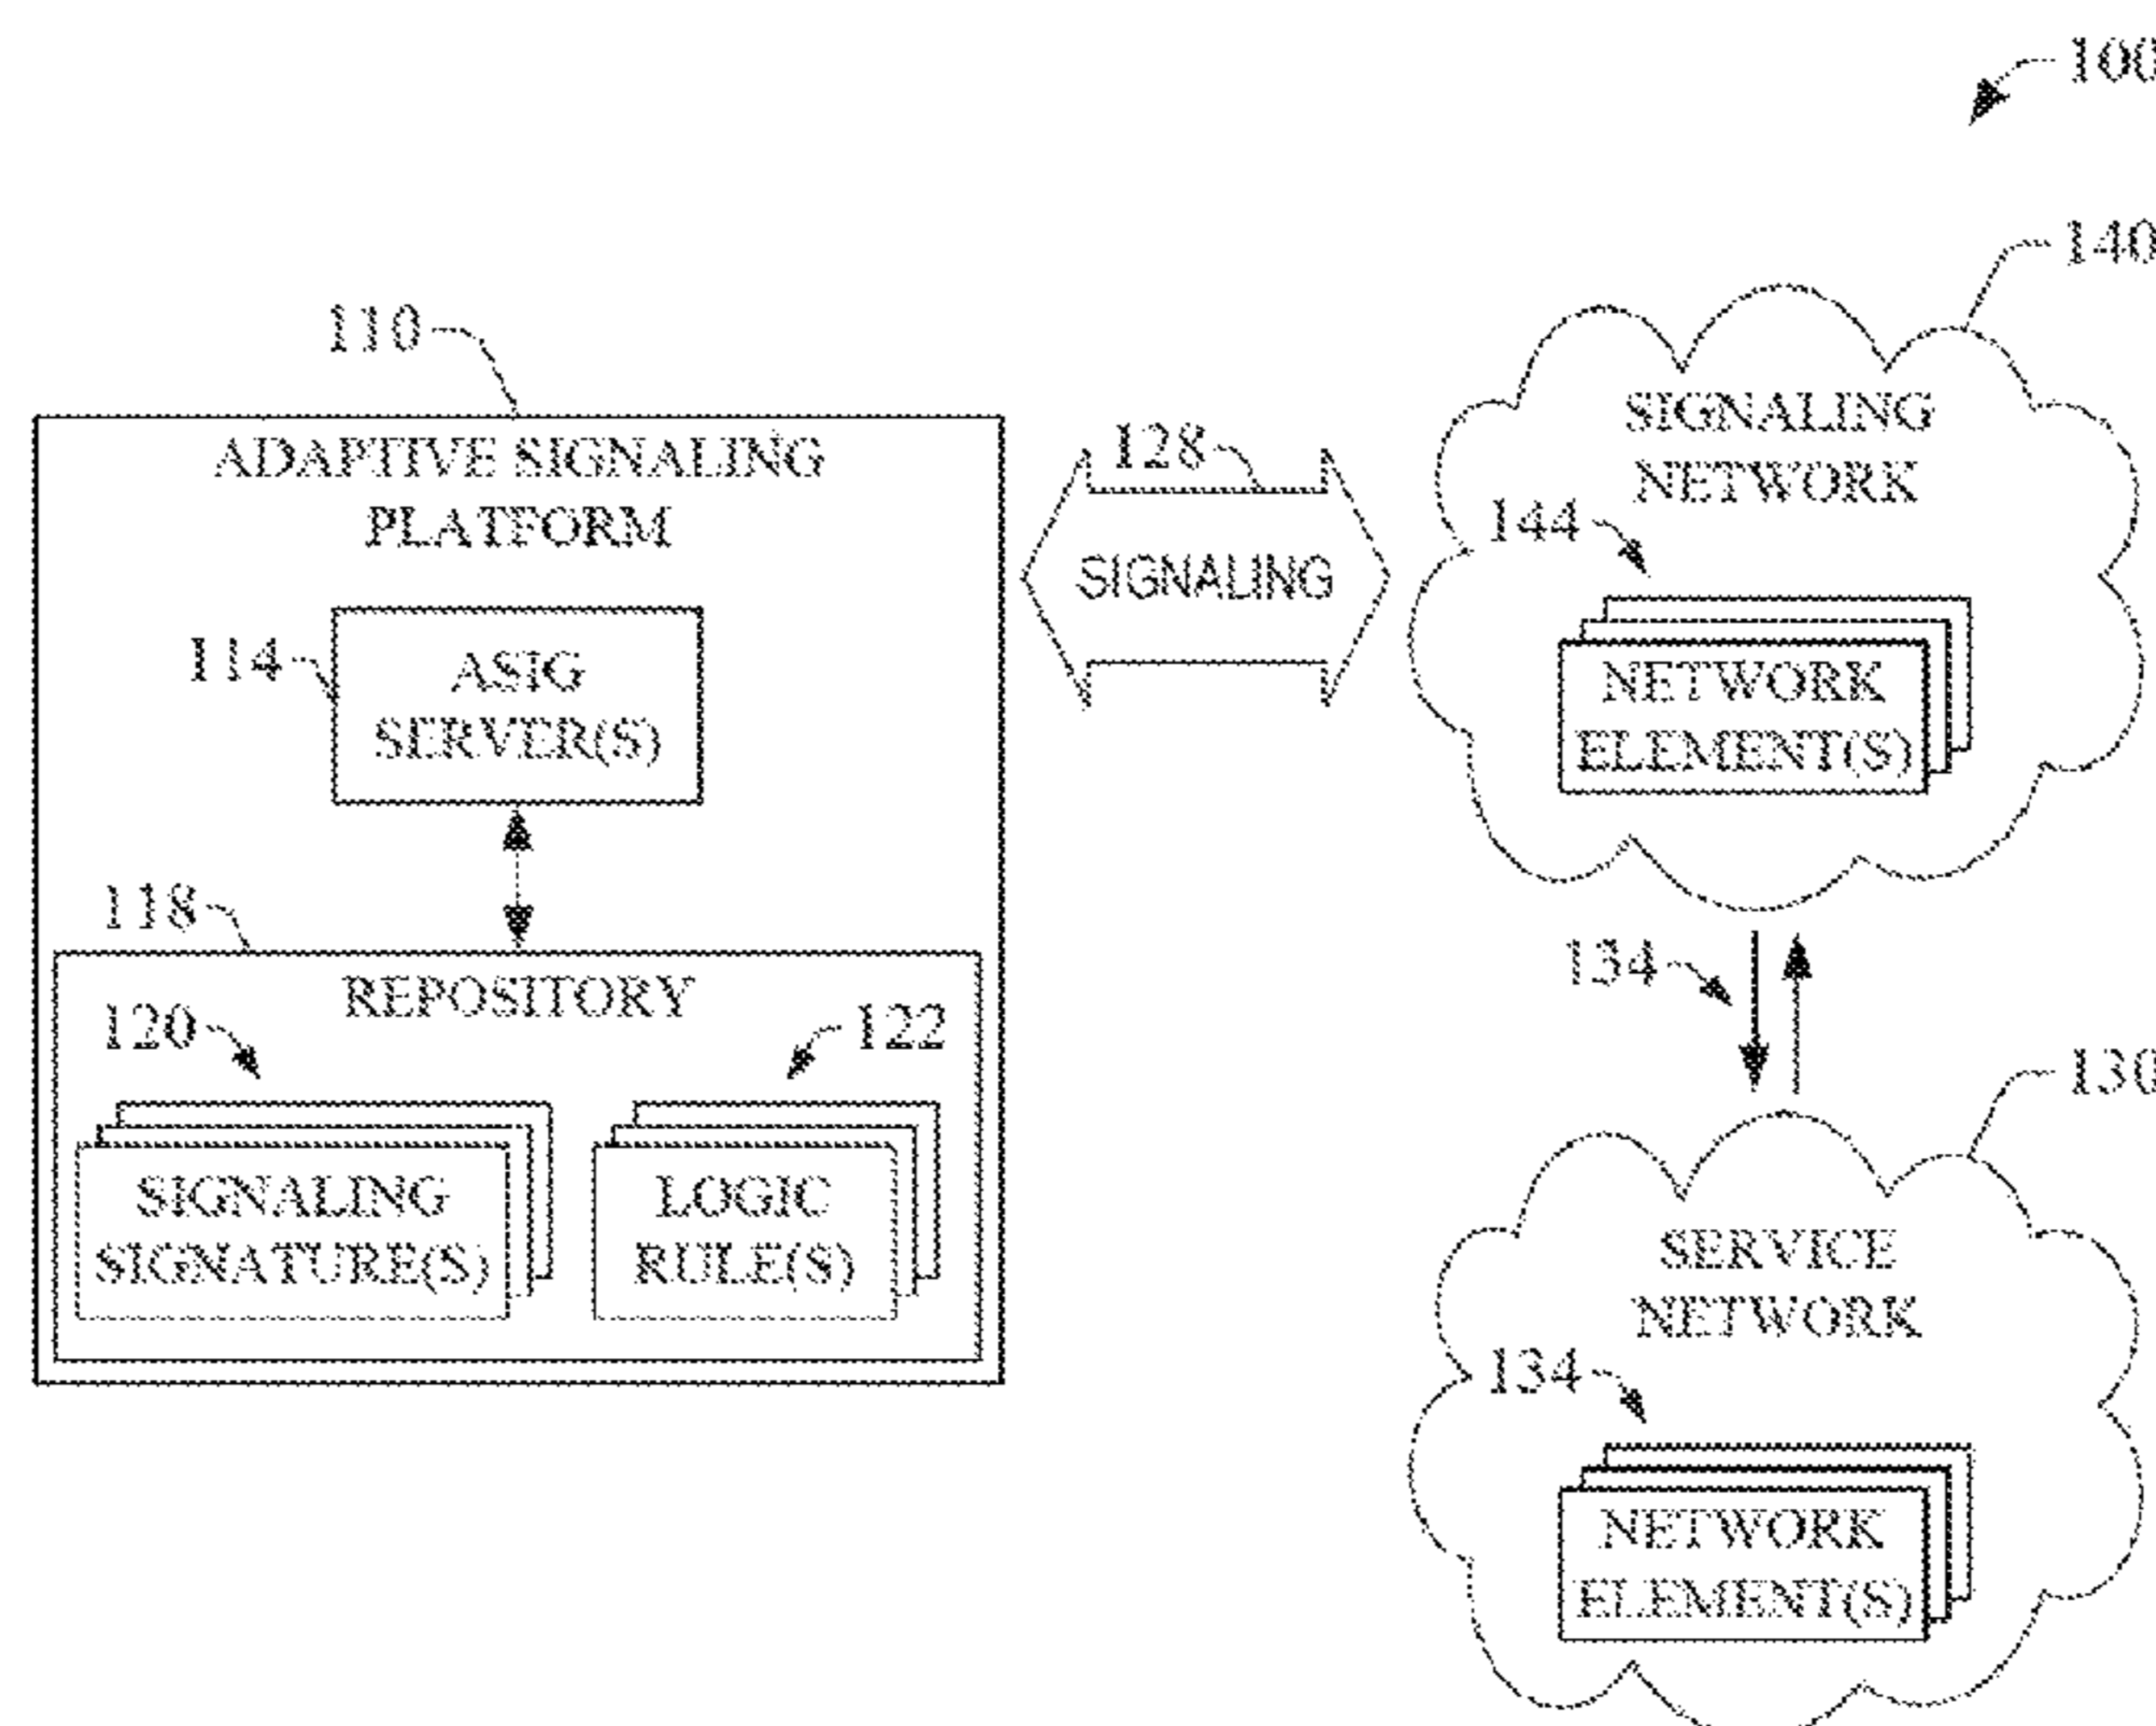 100
140
110
ADAPTIVE SIGNALING
PLATFORM
128
SIGNALING
SIGNALING
NETWORK
144
NETWORK
ELEMENT(S)
114
ASIG
SERVER(S)
118
REPOSITORY
120
122
SIGNALING
SIGNATURE(S)
LOGIC
RULE(S)
134
130
SERVICE
NETWORK
134
NETWORK
ELEMENT(S)